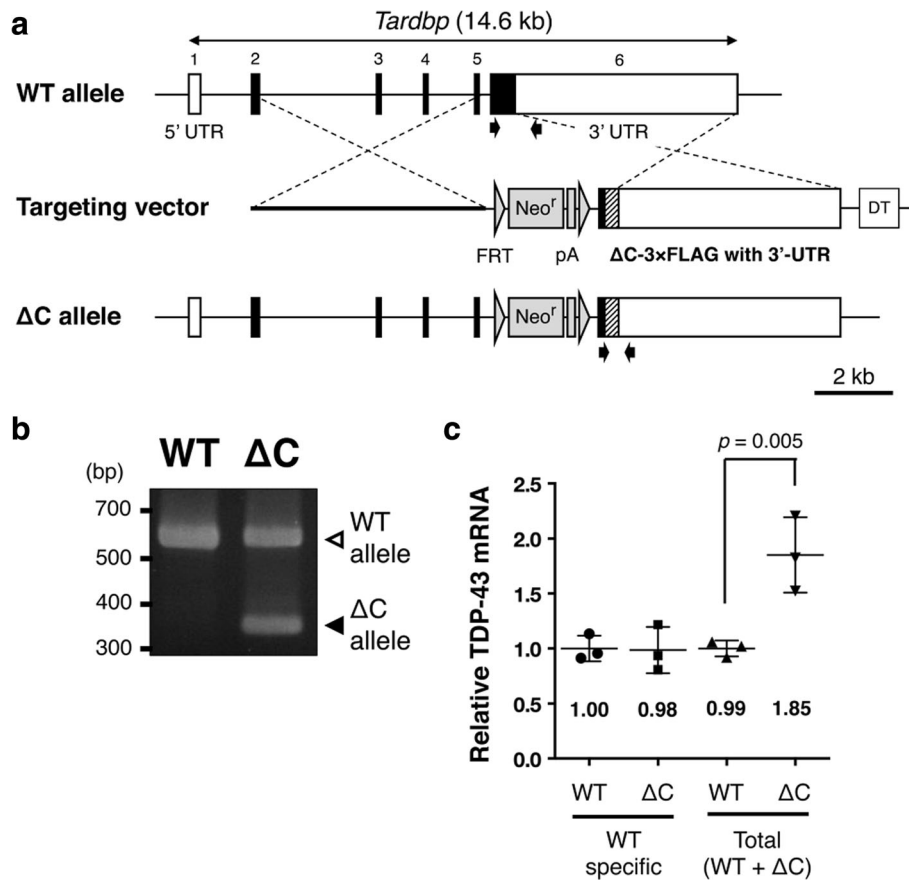 a
Tardbp (14.6 kb)
1 2 3 4 5 6
WT allele
5' UTR
3' UTR
Targeting vector
Neoʳ
DT
FRT
pA
ΔC-3×FLAG with 3'-UTR
ΔC allele
Neoʳ
2 kb
b
WT ΔC
(bp)
700
500
400
300
WT
allele
ΔC
allele
c
p = 0.005
Relative TDP-43 mRNA
2.5
2.0
1.5
1.0
0.5
0.0
1.00 0.98 0.99 1.85
WT ΔC WT ΔC
WT
specific
Total
(WT + ΔC)